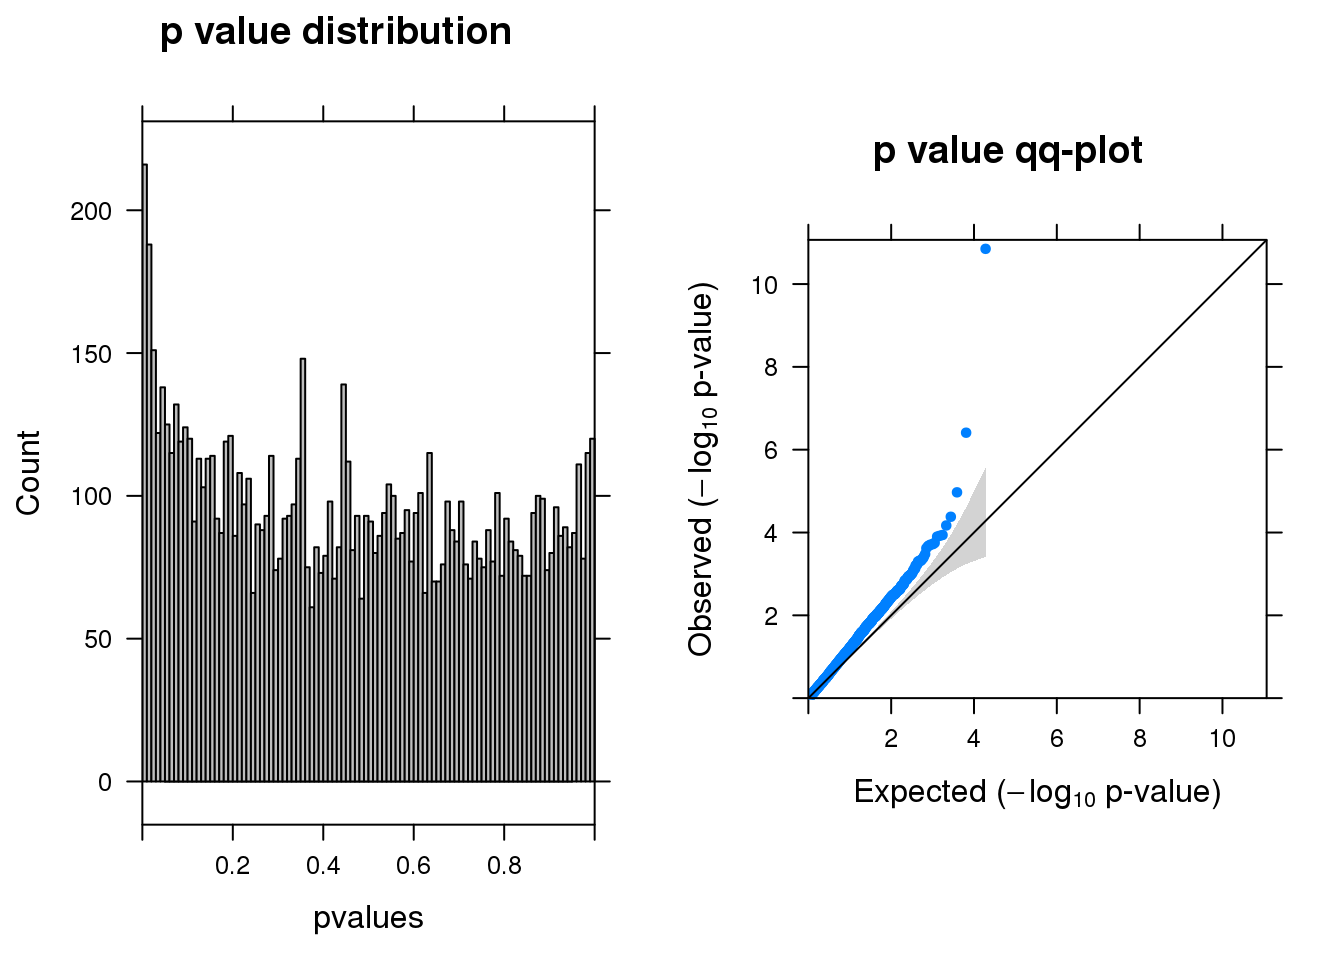 p value distribution
200
150
100
50
0
Count
0.2 0.4 0.6 0.8
pvalues
p value qq-plot
10
8
6
4
2
Observed (−log10 p-value)
2 4 6 8 10
Expected (−log10 p-value)